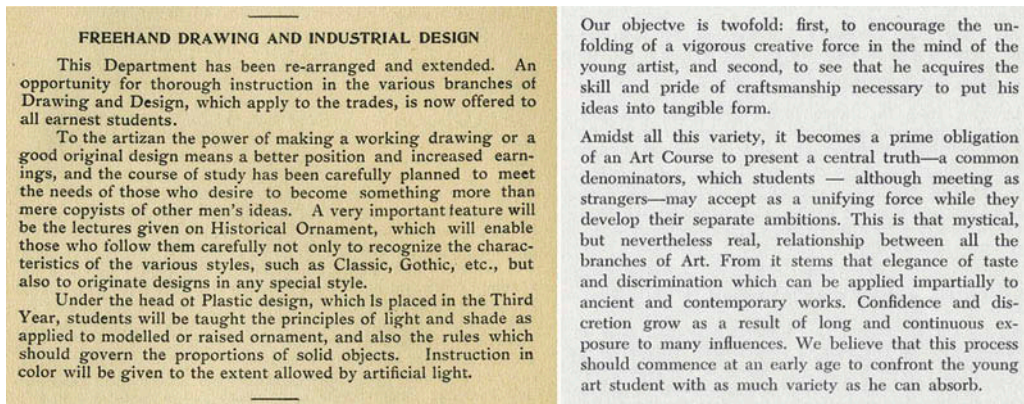 FREEHAND DRAWING AND INDUSTRIAL DESIGN
This Department has been re-arranged and extended. An
opportunity for thorough instruction in the various branches of
Drawing and Design, which apply to the trades, is now offered to
all earnest students.
To the artizan the power of making a working drawing or a
good original design means a better position and increased earn-
ings, and the course of study has been carefully planned to meet
the needs of those who desire to become something more than
mere copyists of other men's ideas. A very important feature will
be the lectures given on Historical Ornament, which will enable
those who follow them carefully not only to recognize the charac-
teristics of the various styles, such as Classic, Gothic, etc., but
also to originate designs in any special style.
Under the head of Plastic design, which is placed in the Third
Year, students will be taught the principles of light and shade as
applied to modelled or raised ornament, and also the rules which
should govern the proportions of solid objects. Instruction in
color will be given to the extent allowed by artificial light.
Our objectve is twofold: first, to encourage the un-
folding of a vigorous creative force in the mind of the
young artist, and second, to see that he acquires the
skill and pride of craftsmanship necessary to put his
ideas into tangible form.
Amidst all this variety, it becomes a prime obligation
of an Art Course to present a central truth—a common
denominators, which students — although meeting as
strangers—may accept as a unifying force while they
develop their separate ambitions. This is that mystical,
but nevertheless real, relationship between all the
branches of Art. From it stems that elegance of taste
and discrimination which can be applied impartially to
ancient and contemporary works. Confidence and dis-
cretion grow as a result of long and continuous ex-
posure to many influences. We believe that this process
should commence at an early age to confront the young
art student with as much variety as he can absorb.